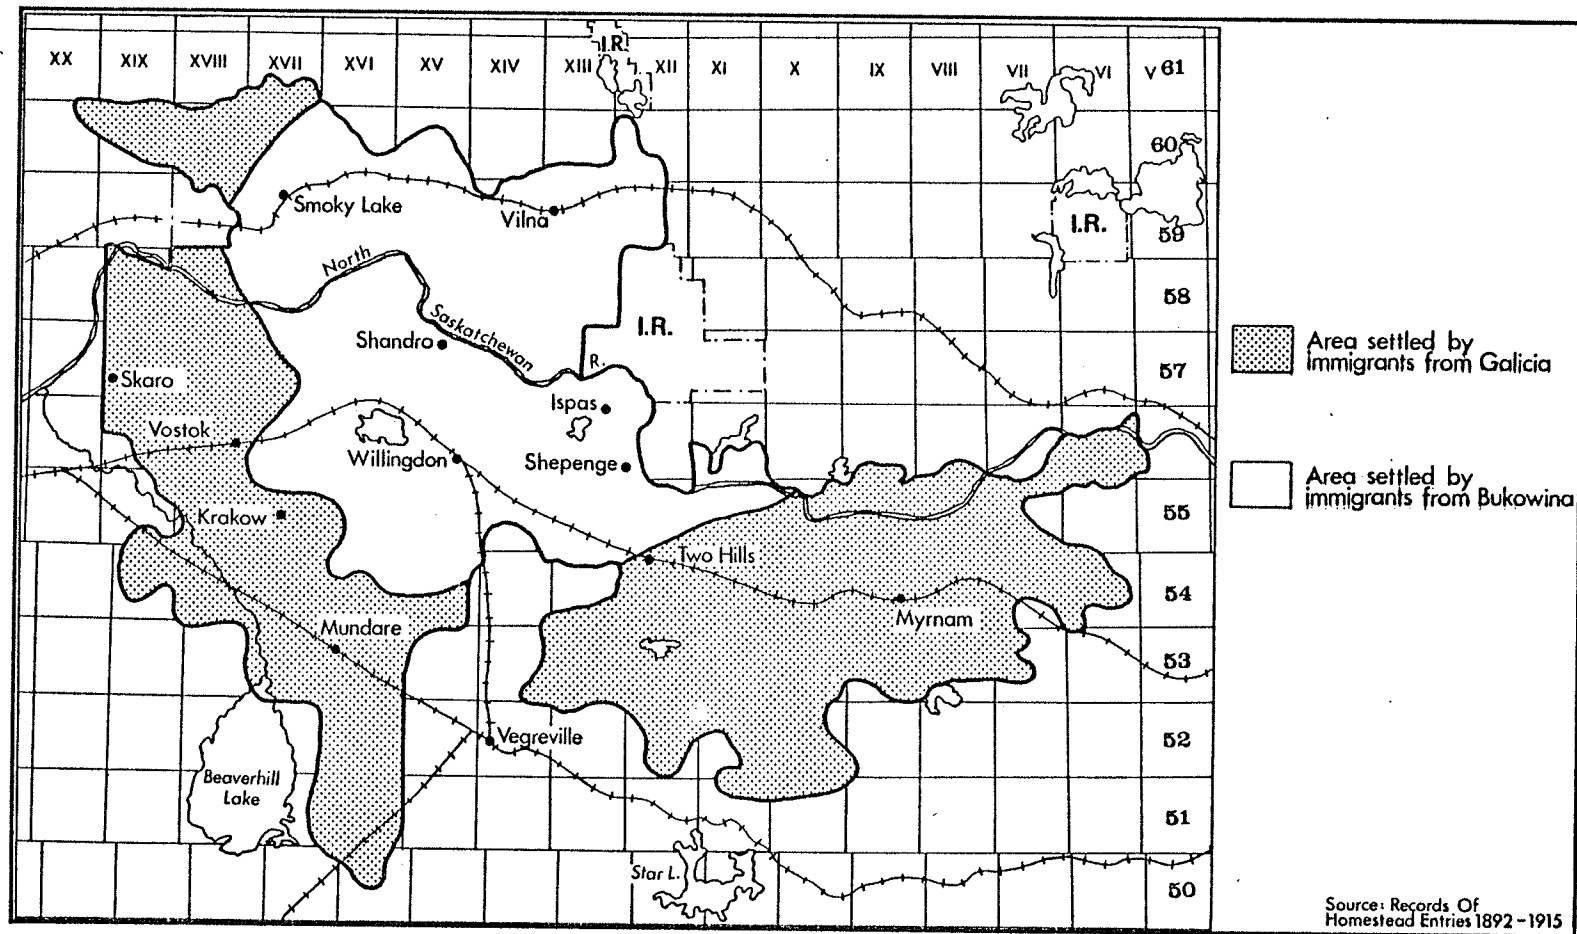 I.R.
XX XIX XVIII XVII XVI XV XIV XIII XII XI X IX VIII VII VI V 61
60
Smoky Lake
Vilna
I.R.
59
North
58
Saskatchewan
I.R.
Shandro
R.
57
Skaro
Ispas
Vostok
Willingdon
Shepenge
Krakow
55
Two Hills
54
Myrnam
Mundare
53
Vegreville
52
Beaverhill
Lake
51
Star L.
50
Area settled by
immigrants from Galicia
Area settled by
immigrants from Bukowina
Source: Records Of
Homestead Entries 1892-1915